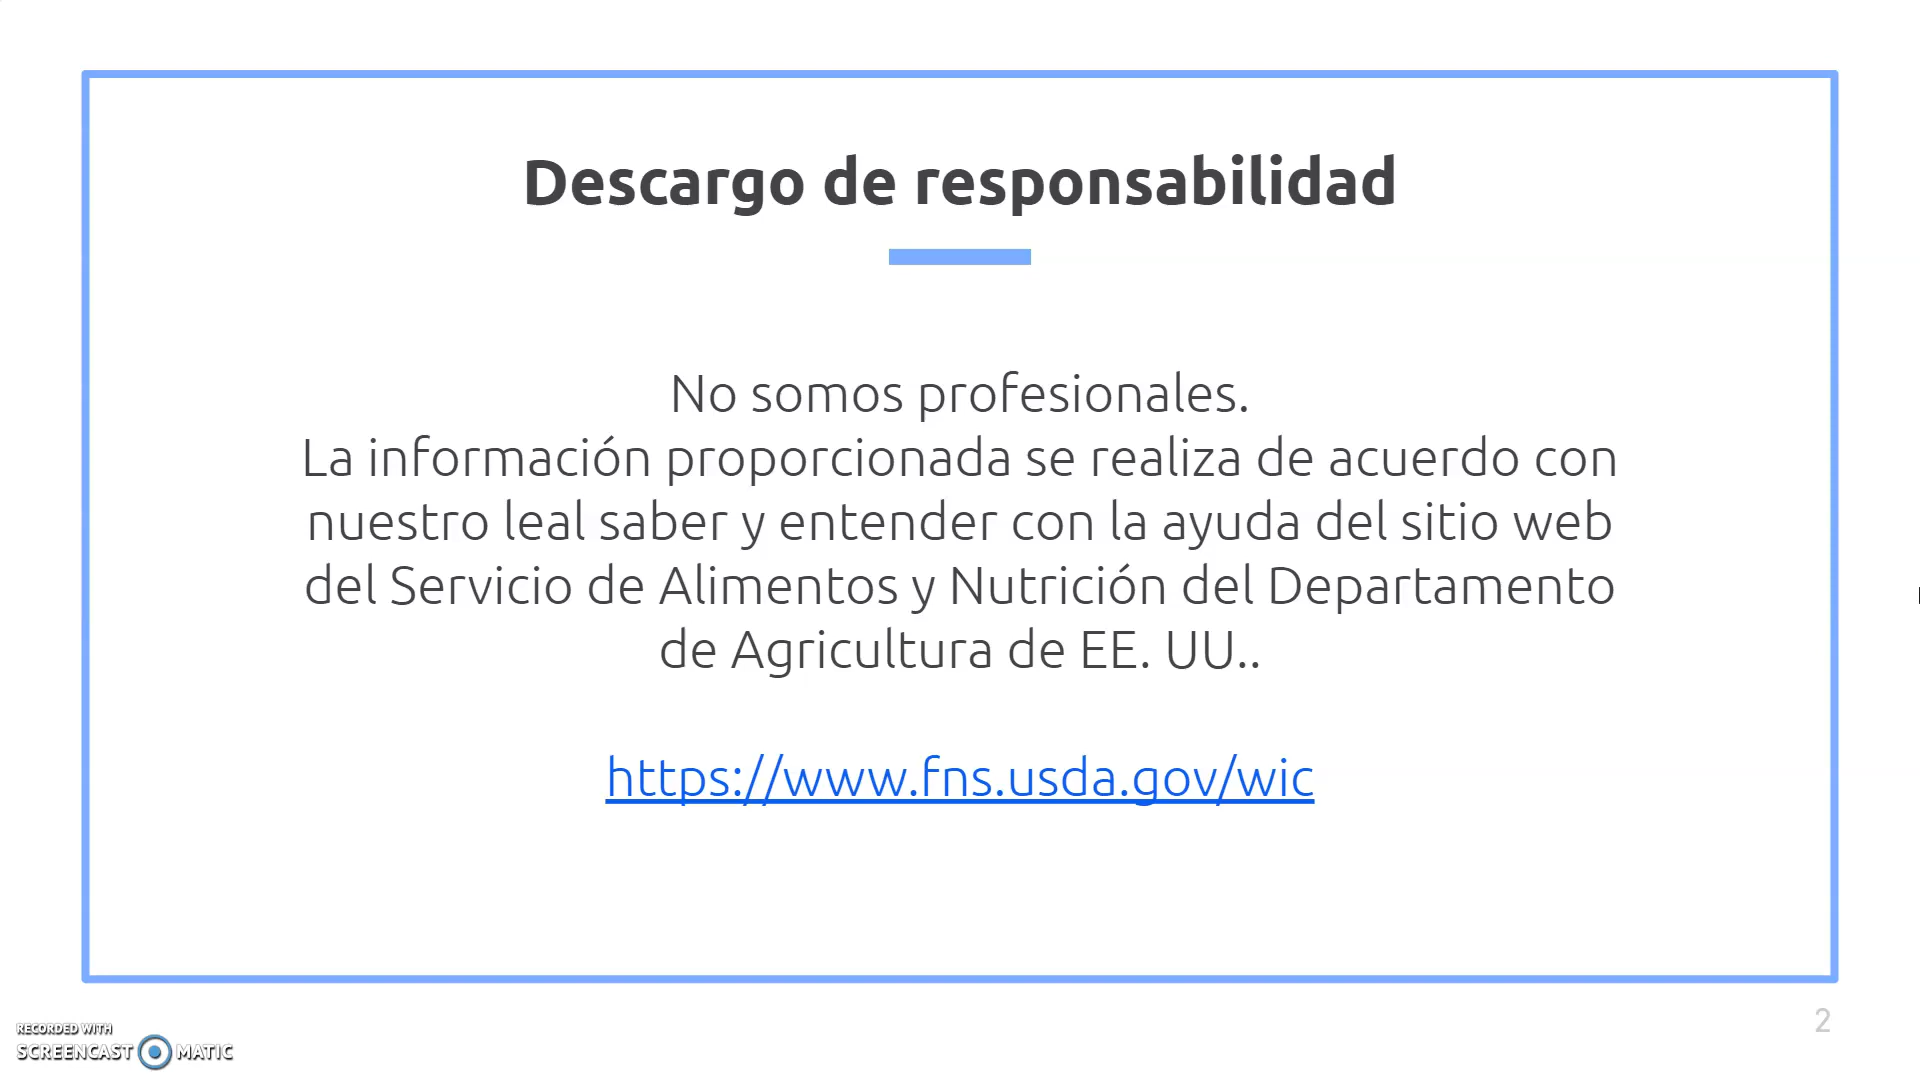 Descargo de responsabilidad
No somos profesionales.
La información proporcionada se realiza de acuerdo con
nuestro leal saber y entender con la ayuda del sitio web
del Servicio de Alimentos y Nutrición del Departamento
de Agricultura de EE. UU..
https://www.fns.usda.gov/wic
2
RECORDED WITH
SCREENCAST MATIC